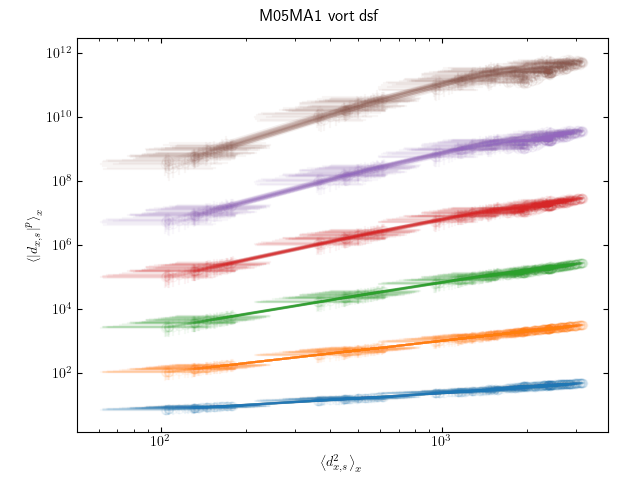 M05MA1 vort dsf
10^{12}
10^{10}
10^{8}
10^{6}
10^{4}
10^{2}
⟨|d_{x,s}|^p⟩_x
10^{2} 10^{3}
⟨d^2_{x,s}⟩_x